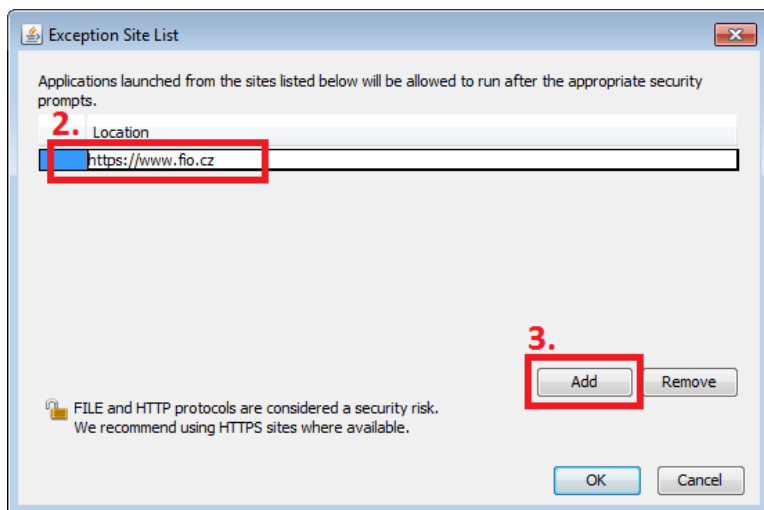 Exception Site List
Applications launched from the sites listed below will be allowed to run after the appropriate security
prompts.
2.
Location
https://www.fio.cz
3.
Add
Remove
FILE and HTTP protocols are considered a security risk.
We recommend using HTTPS sites where available.
OK
Cancel